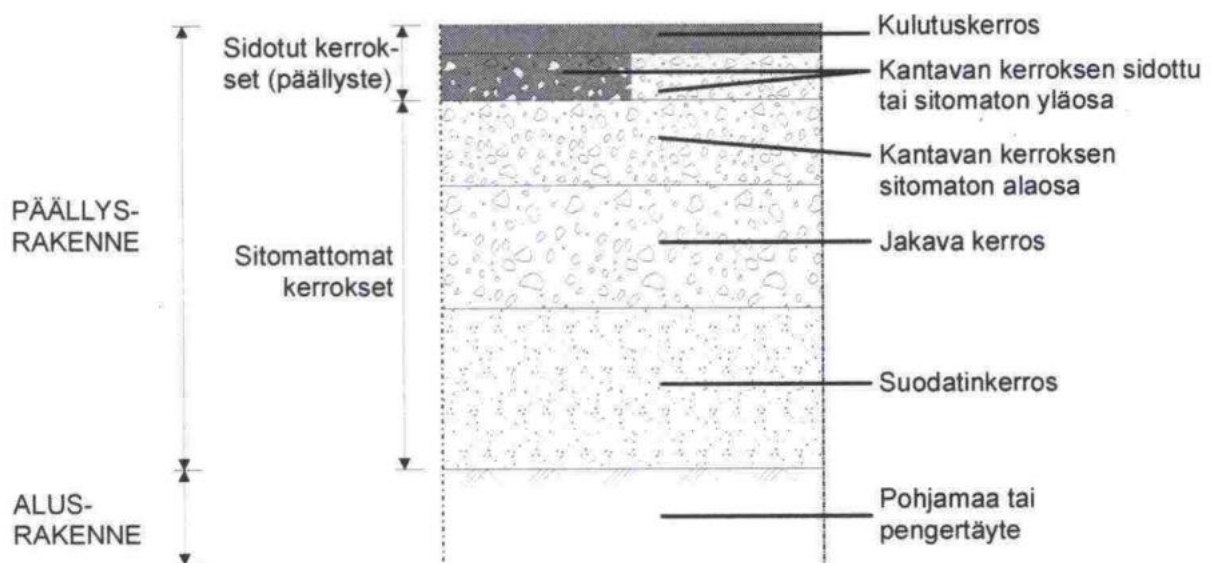 Sidotut kerrok-
set (päällyste)
Kulutuskerros
Kantavan kerroksen sidottu
tai sitomaton yläosa
Kantavan kerroksen
sitomaton alaosa
PÄÄLLYS-
RAKENNE
Sitomattomat
kerrokset
Jakava kerros
Suodatinkerros
ALUS-
RAKENNE
Pohjamaa tai
pengertäyte